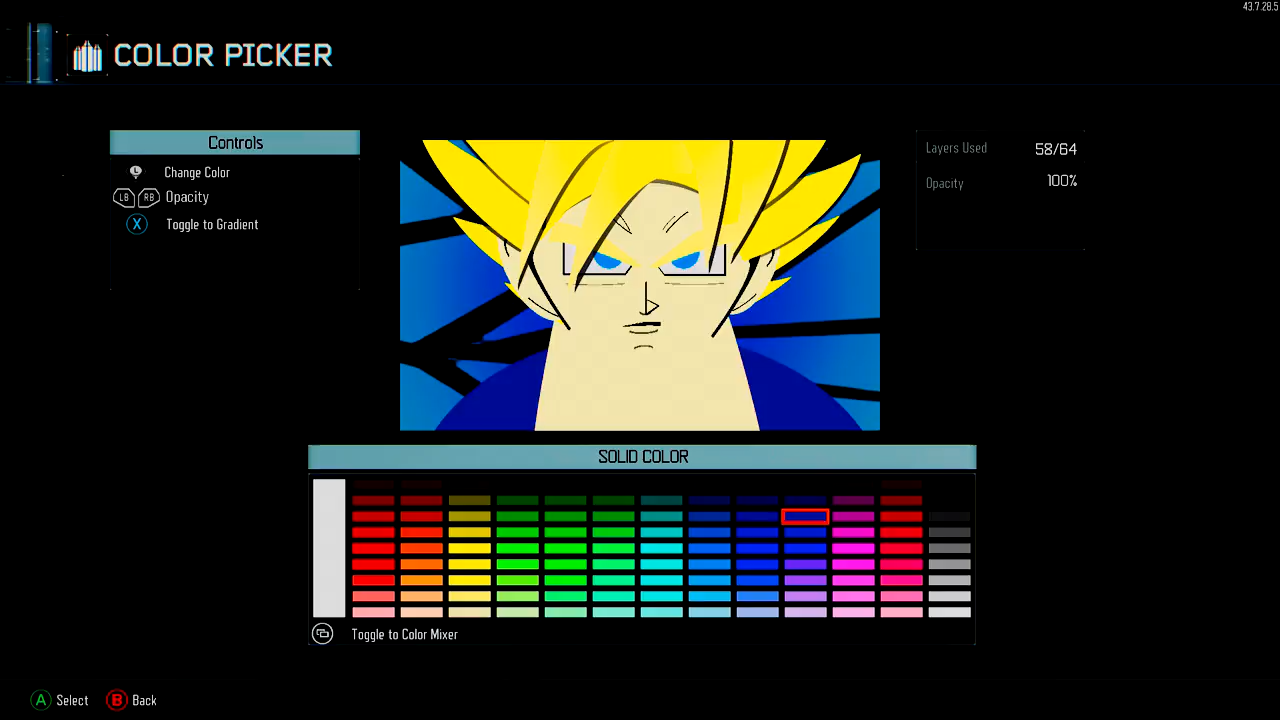 43.7.28.5
COLOR PICKER
Controls
L Change Color
LB RB Opacity
X Toggle to Gradient
Layers Used 58/64
Opacity 100%
SOLID COLOR
Toggle to Color Mixer
A Select B Back